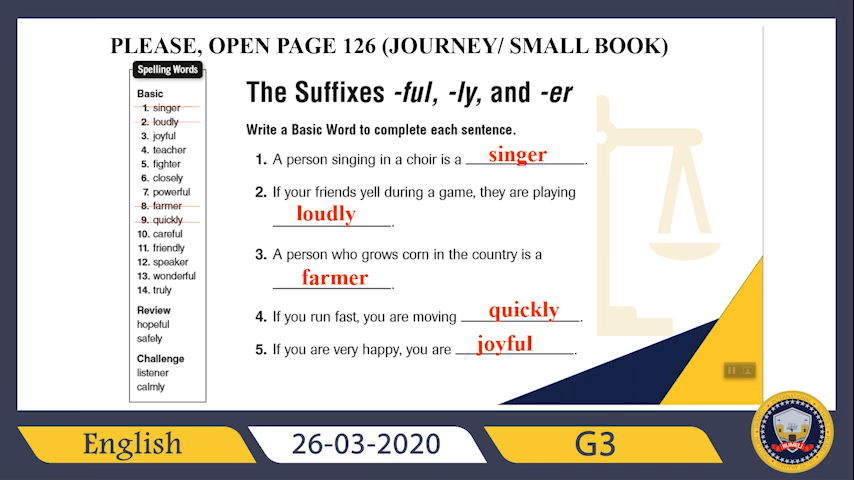 PLEASE, OPEN PAGE 126 (JOURNEY/ SMALL BOOK)
Spelling Words
Basic
1. singer
2. loudly
3. joyful
4. teacher
5. fighter
6. closely
7. powerful
8. farmer
9. quickly
10. careful
11. friendly
12. speaker
13. wonderful
14. truly
Review
hopeful
safely
Challenge
listener
calmly
The Suffixes -ful, -ly, and -er
Write a Basic Word to complete each sentence.
1. A person singing in a choir is a singer.
2. If your friends yell during a game, they are playing
loudly.
3. A person who grows corn in the country is a
farmer.
4. If you run fast, you are moving quickly.
5. If you are very happy, you are joyful.
English
26-03-2020
G3